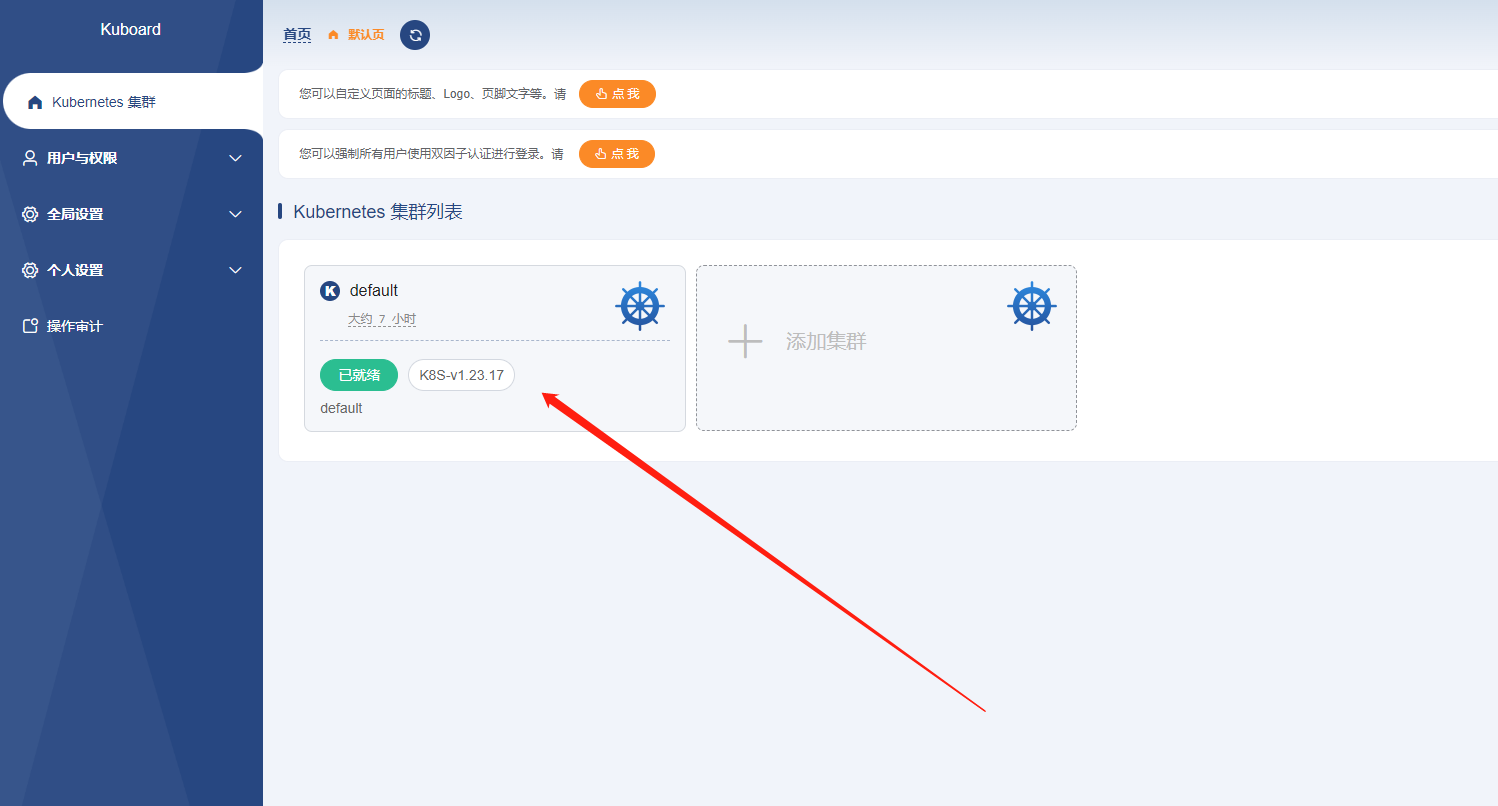 Kuboard
Kubernetes 集群
用户与权限
全局设置
个人设置
操作审计
首页 默认页
您可以自定义页面的标题、Logo、页脚文字等。请 点 我
您可以强制所有用户使用双因子认证进行登录。请 点 我
Kubernetes 集群列表
K default
大约 7 小时
已就绪 K8S-v1.23.17
default
添加集群